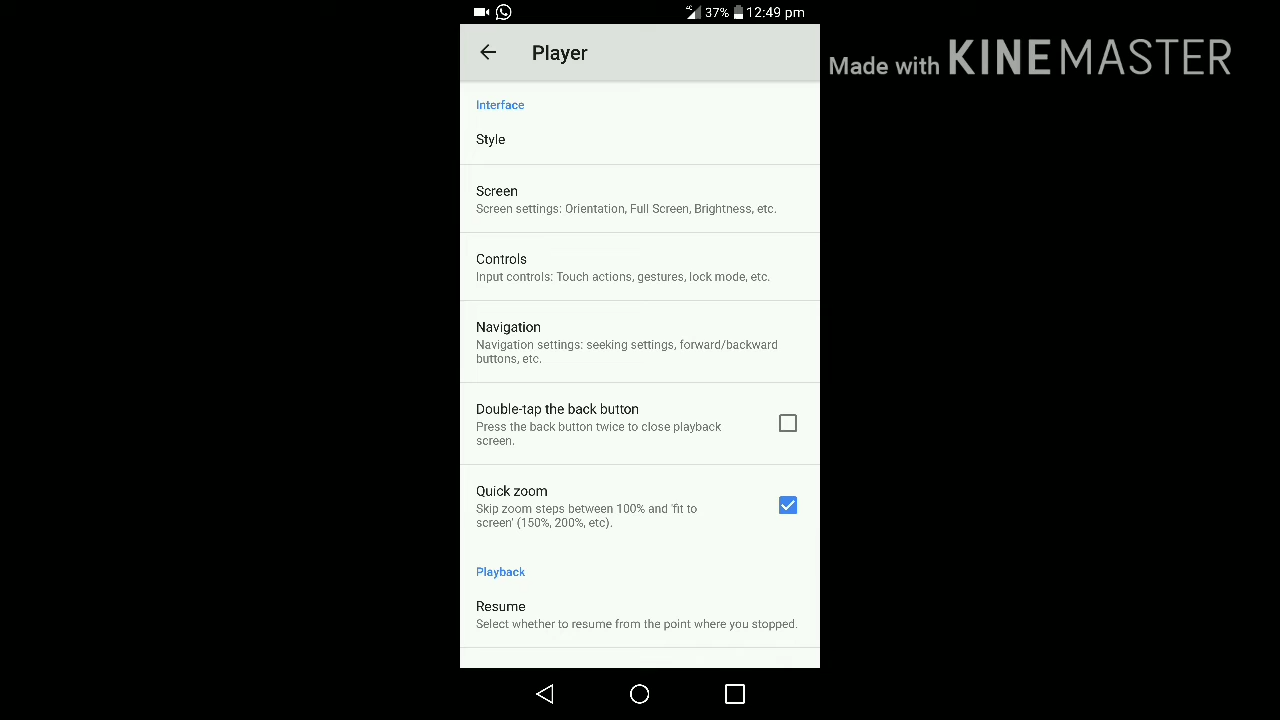 4G 37% 12:49 pm
Player
Made with KINEMASTER
Interface
Style
Screen
Screen settings: Orientation, Full Screen, Brightness, etc.
Controls
Input controls: Touch actions, gestures, lock mode, etc.
Navigation
Navigation settings: seeking settings, forward/backward
buttons, etc.
Double-tap the back button
Press the back button twice to close playback
screen.
Quick zoom
Skip zoom steps between 100% and 'fit to
screen' (150%, 200%, etc).
Playback
Resume
Select whether to resume from the point where you stopped.